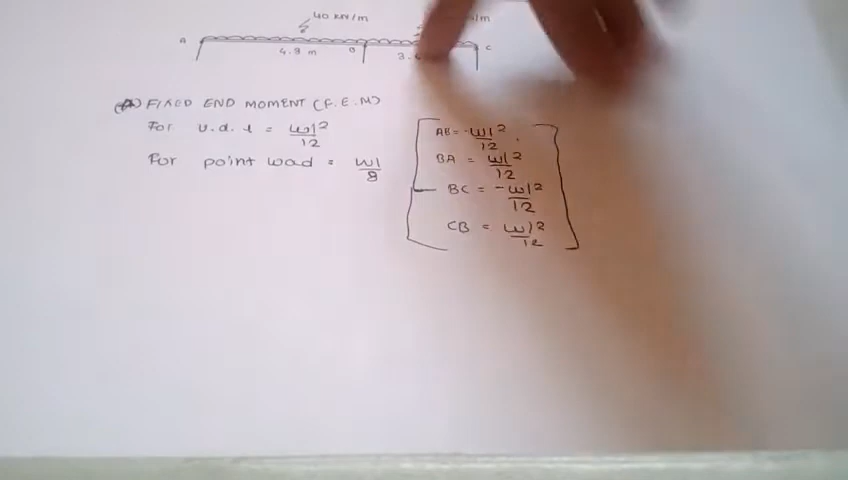 40 KN/m /m
A 4.8 m B 3. C
(A) FIXED END MOMENT (F.E.M)
For u.d.l = wl²/12
For point load = wl/8
AB = -wl²/12
BA = wl²/12
BC = -wl²/12
CB = wl²/12